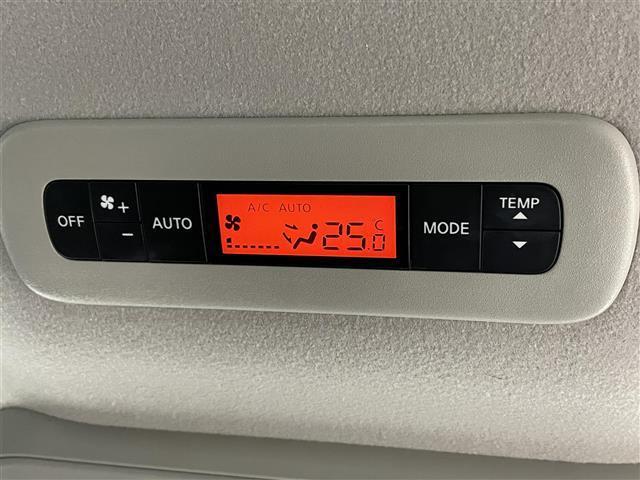 OFF
+
-
AUTO
A/C AUTO
25.0 °C
MODE
TEMP